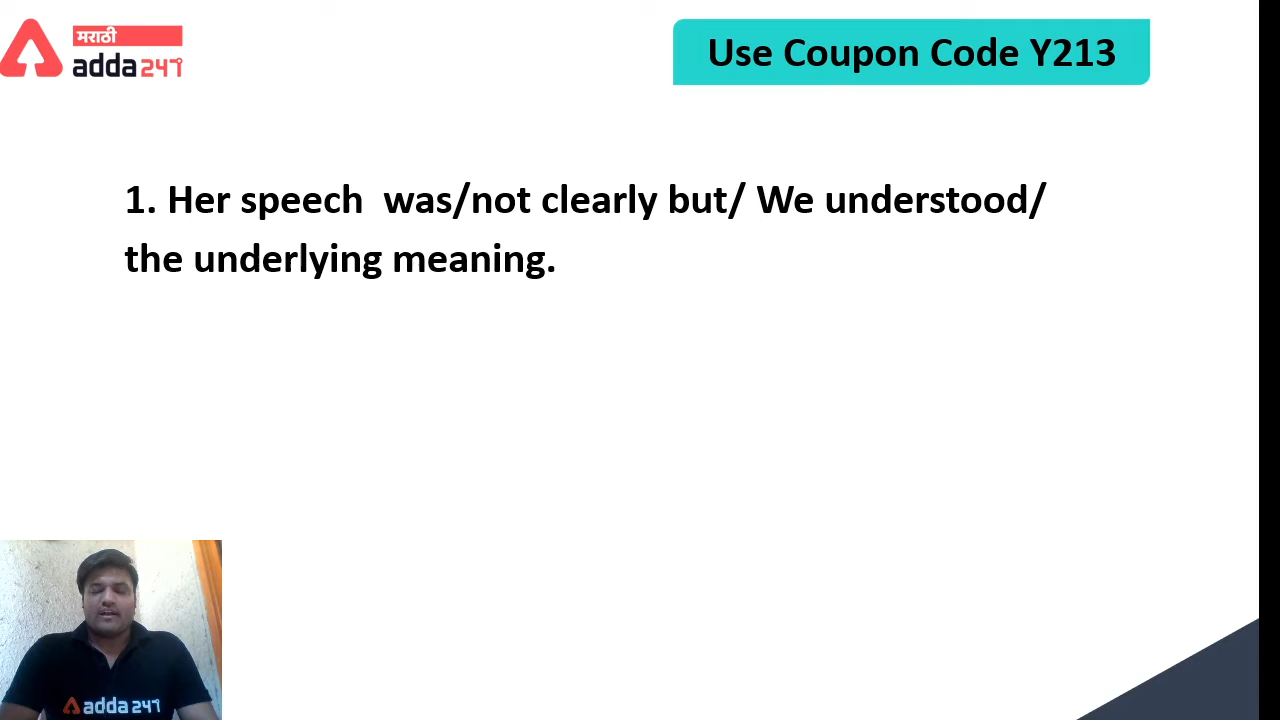 मराठी
adda247
Use Coupon Code Y213
1. Her speech  was/not clearly but/ We understood/
the underlying meaning.
adda247